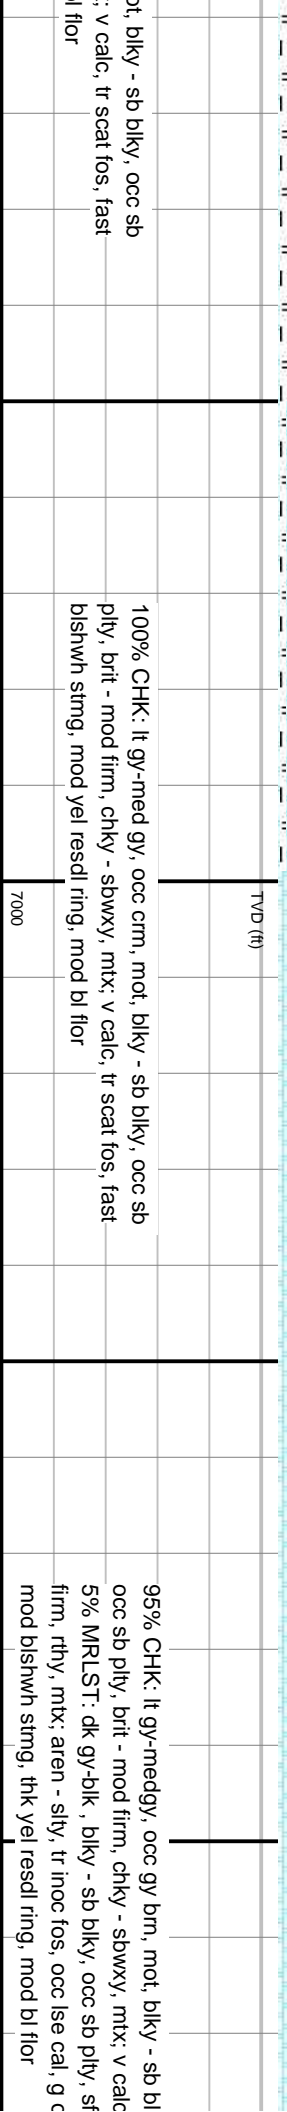 blky - sb blky, occ sb
v calc, tr scat fos, fast
flor
100% CHK: lt gy-med gy, occ crm, mot, blky - sb blky, occ sb
plty, brit - mod firm, chky - sbwxy, mtx; v calc, tr scat fos, fast
blshwh stmg, mod yel resdl ring, mod bl flor
TVD (ft)
7000
95% CHK: lt gy-medgy, occ gy brn, mot, blky - sb
occ sb plty, brit - mod firm, chky - sbwxy, mtx; v calc
5% MRLST: dk gy-blk , blky - sb blky, occ sb plty,
firm, rthy, mtx; aren - slty, tr inoc fos, occ lse cal, g
mod blshwh stmg, thk yel resdl ring, mod bl flor